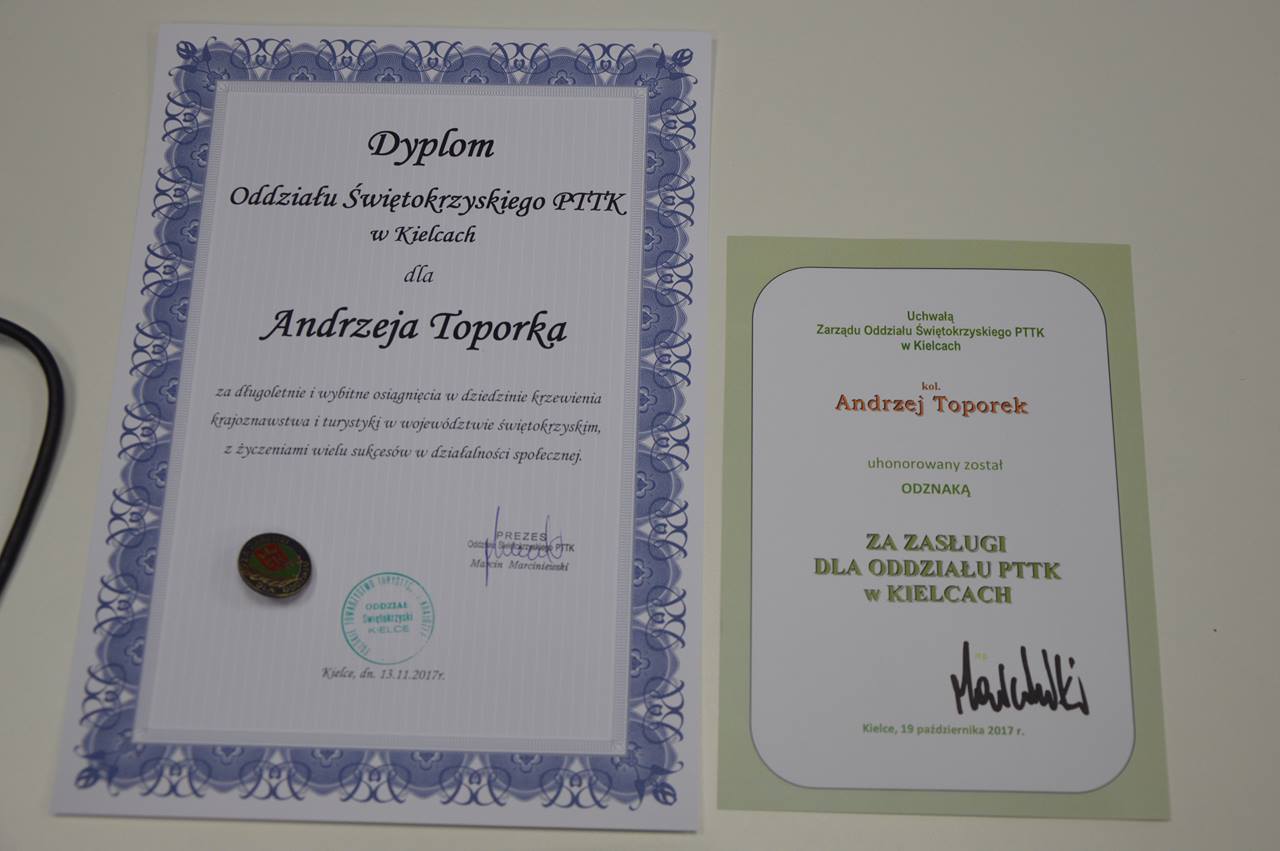 Dyplom
Oddziału Świętokrzyskiego PTTK
w Kielcach
dla
Andrzeja Toporka
za długoletnie i wybitne osiągnięcia w dziedzinie krzewienia
krajoznawstwa i turystyki w województwie świętokrzyskim,
z życzeniami wielu sukcesów w działalności społecznej.
PREZES
Oddziału Świętokrzyskiego PTTK
Marcin Marciniewski
ODDZIAŁ
Świętokrzyski
KIELCE
Kielce, dn. 13.11.2017r.
Uchwałą
Zarządu Oddziału Świętokrzyskiego PTTK
w Kielcach
kol.
Andrzej Toporek
uhonorowany został
ODZNAKĄ
ZA ZASŁUGI
DLA ODDZIAŁU PTTK
w KIELCACH
Kielce, 19 października 2017 r.